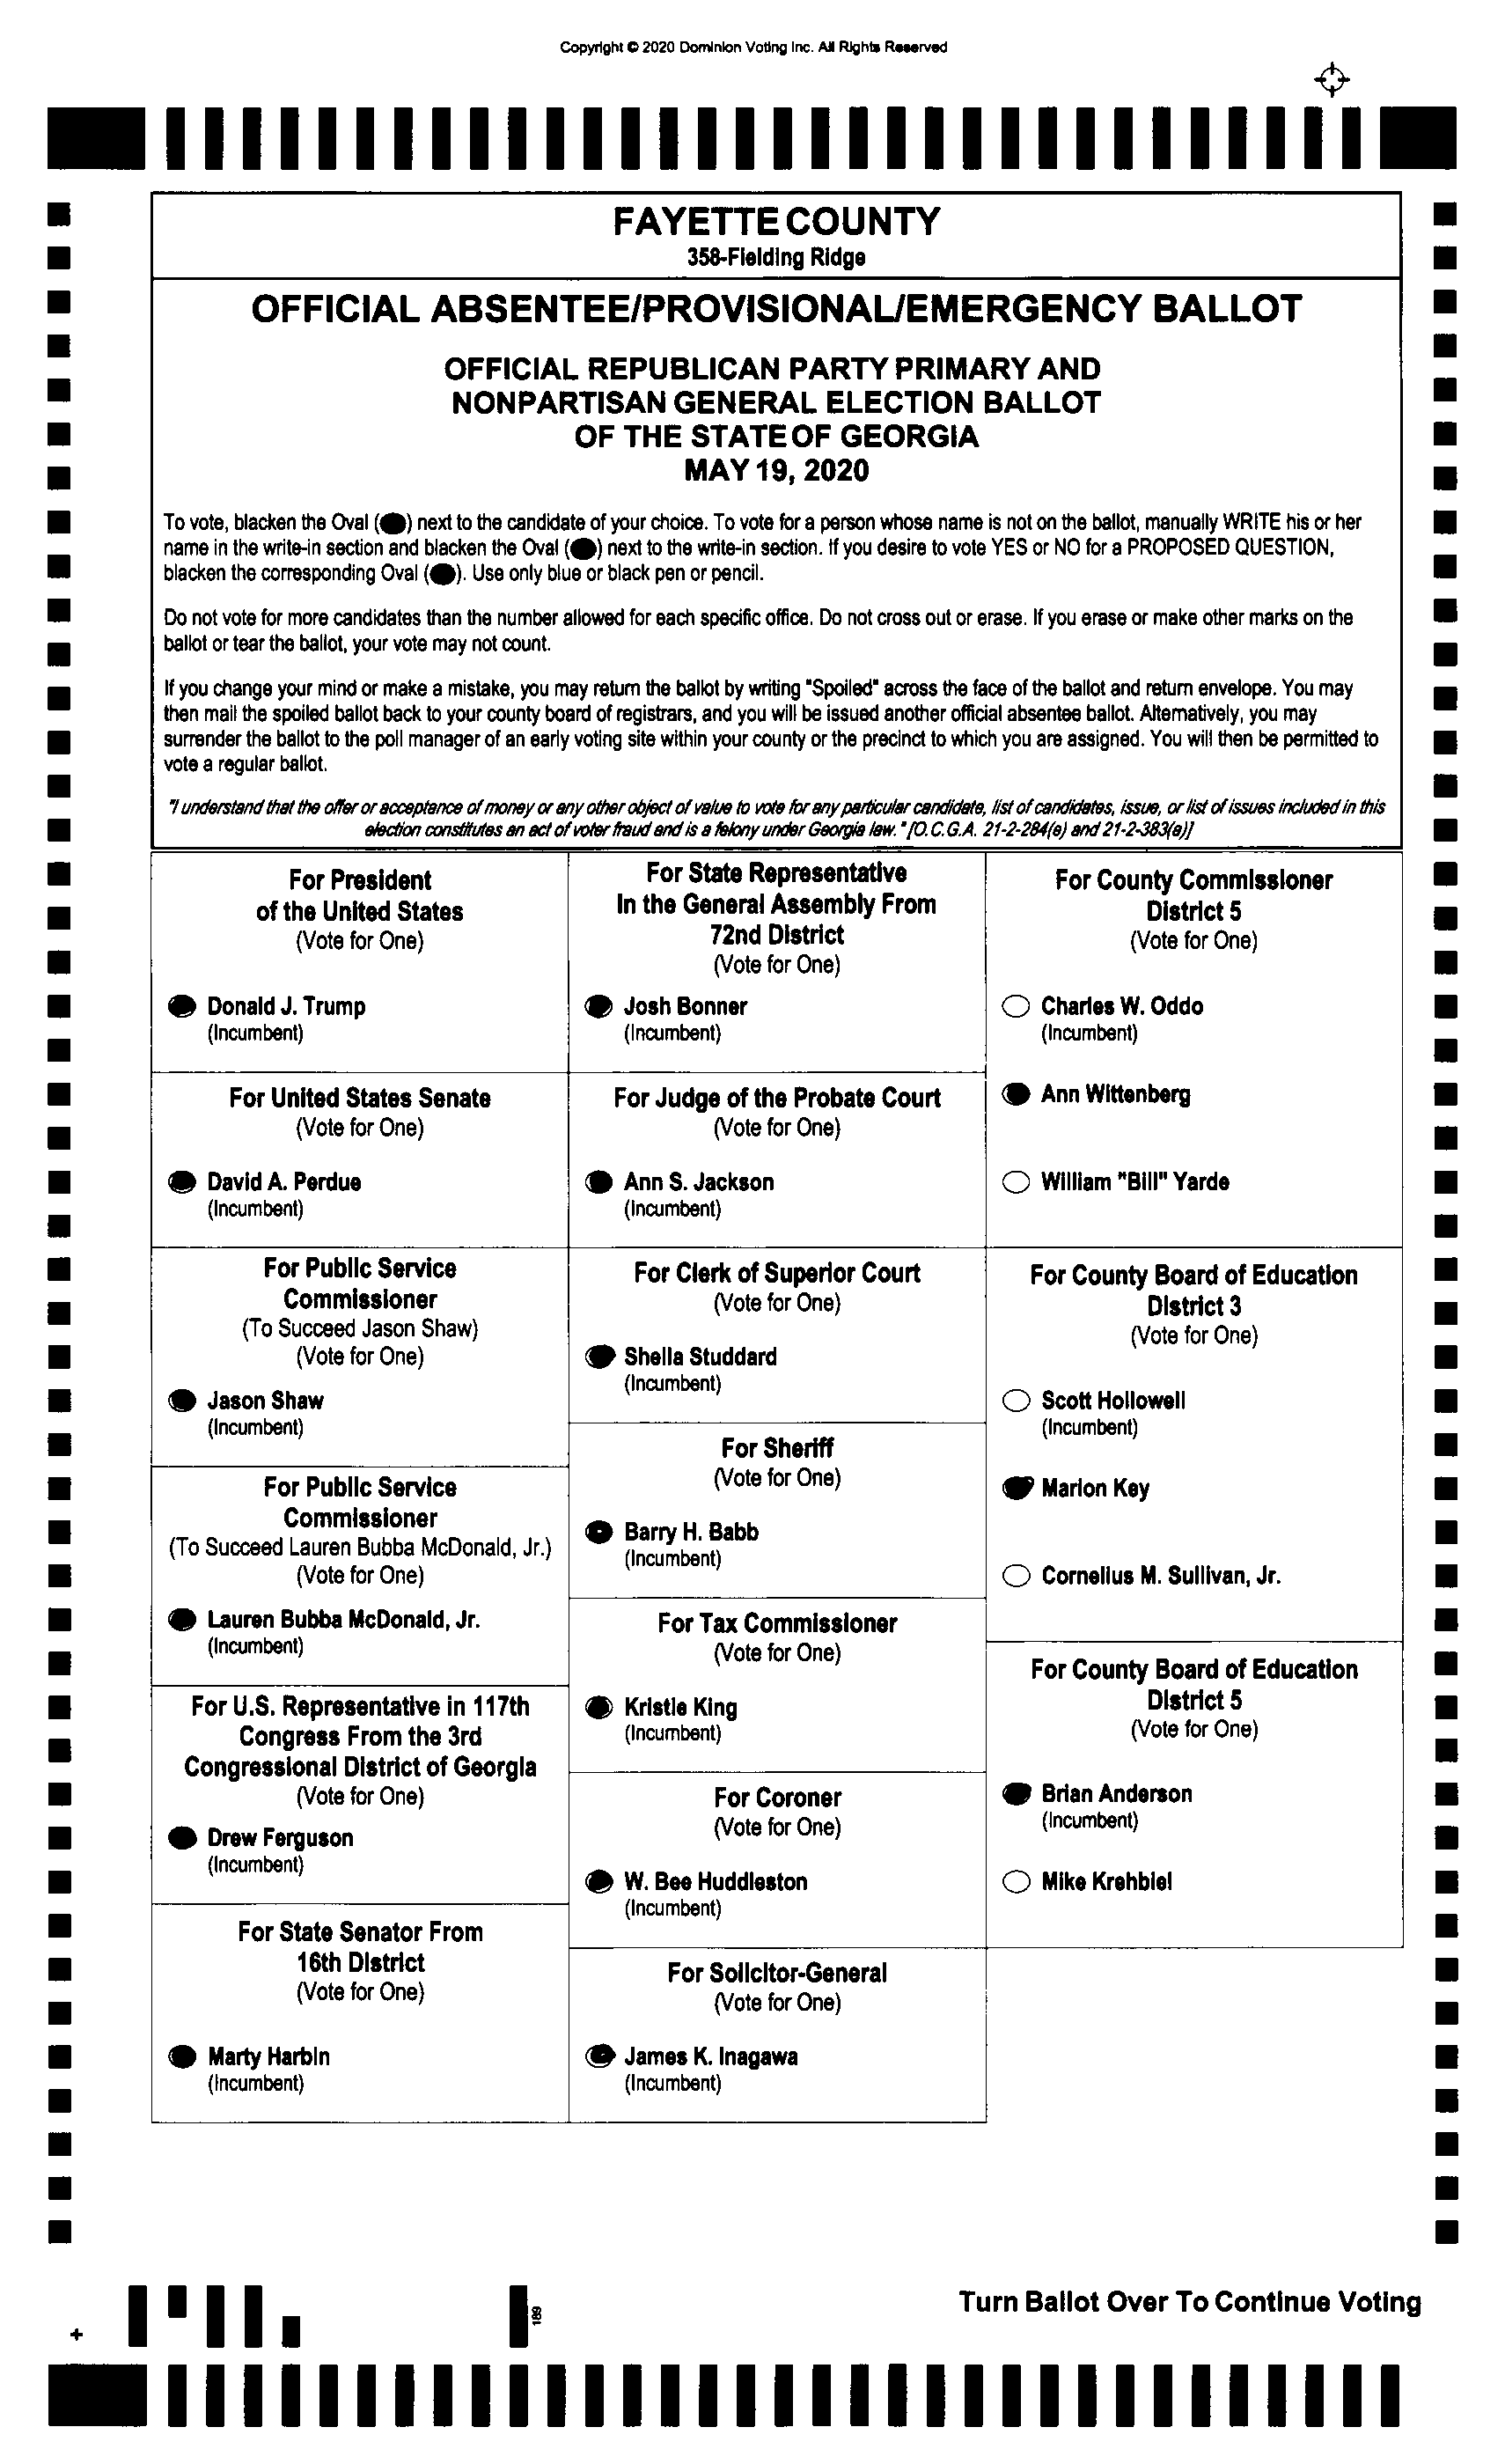 Copyright © 2020 Dominion Voting Inc. All Rights Reserved
FAYETTE COUNTY
358-Fielding Ridge
OFFICIAL ABSENTEE/PROVISIONAL/EMERGENCY BALLOT
OFFICIAL REPUBLICAN PARTY PRIMARY AND
NONPARTISAN GENERAL ELECTION BALLOT
OF THE STATE OF GEORGIA
MAY 19, 2020
To vote, blacken the Oval (●) next to the candidate of your choice. To vote for a person whose name is not on the ballot, manually WRITE his or her
name in the write-in section and blacken the Oval (●) next to the write-in section. If you desire to vote YES or NO for a PROPOSED QUESTION,
blacken the corresponding Oval (●). Use only blue or black pen or pencil.
Do not vote for more candidates than the number allowed for each specific office. Do not cross out or erase. If you erase or make other marks on the
ballot or tear the ballot, your vote may not count.
If you change your mind or make a mistake, you may return the ballot by writing "Spoiled" across the face of the ballot and return envelope. You may
then mail the spoiled ballot back to your county board of registrars, and you will be issued another official absentee ballot. Alternatively, you may
surrender the ballot to the poll manager of an early voting site within your county or the precinct to which you are assigned. You will then be permitted to
vote a regular ballot.
"I understand that the offer or acceptance of money or any other object of value to vote for any particular candidate, list of candidates, issue, or list of issues included in this
election constitutes an act of voter fraud and is a felony under Georgia law." [O.C.G.A. 21-2-284(e) and 21-2-383(a)]
For President
of the United States
(Vote for One)
Donald J. Trump
(Incumbent)
For United States Senate
(Vote for One)
David A. Perdue
(Incumbent)
For Public Service
Commissioner
(To Succeed Jason Shaw)
(Vote for One)
Jason Shaw
(Incumbent)
For Public Service
Commissioner
(To Succeed Lauren Bubba McDonald, Jr.)
(Vote for One)
Lauren Bubba McDonald, Jr.
(Incumbent)
For U.S. Representative in 117th
Congress From the 3rd
Congressional District of Georgia
(Vote for One)
Drew Ferguson
(Incumbent)
For State Senator From
16th District
(Vote for One)
Marty Harbin
(Incumbent)
For State Representative
In the General Assembly From
72nd District
(Vote for One)
Josh Bonner
(Incumbent)
For Judge of the Probate Court
(Vote for One)
Ann S. Jackson
(Incumbent)
For Clerk of Superior Court
(Vote for One)
Sheila Studdard
(Incumbent)
For Sheriff
(Vote for One)
Barry H. Babb
(Incumbent)
For Tax Commissioner
(Vote for One)
Kristie King
(Incumbent)
For Coroner
(Vote for One)
W. Bee Huddleston
(Incumbent)
For Solicitor-General
(Vote for One)
James K. Inagawa
(Incumbent)
For County Commissioner
District 5
(Vote for One)
Charles W. Oddo
(Incumbent)
Ann Wittenberg
William "Bill" Yarde
For County Board of Education
District 3
(Vote for One)
Scott Hollowell
(Incumbent)
Marion Key
Cornelius M. Sullivan, Jr.
For County Board of Education
District 5
(Vote for One)
Brian Anderson
(Incumbent)
Mike Krehbiel
189
Turn Ballot Over To Continue Voting
+